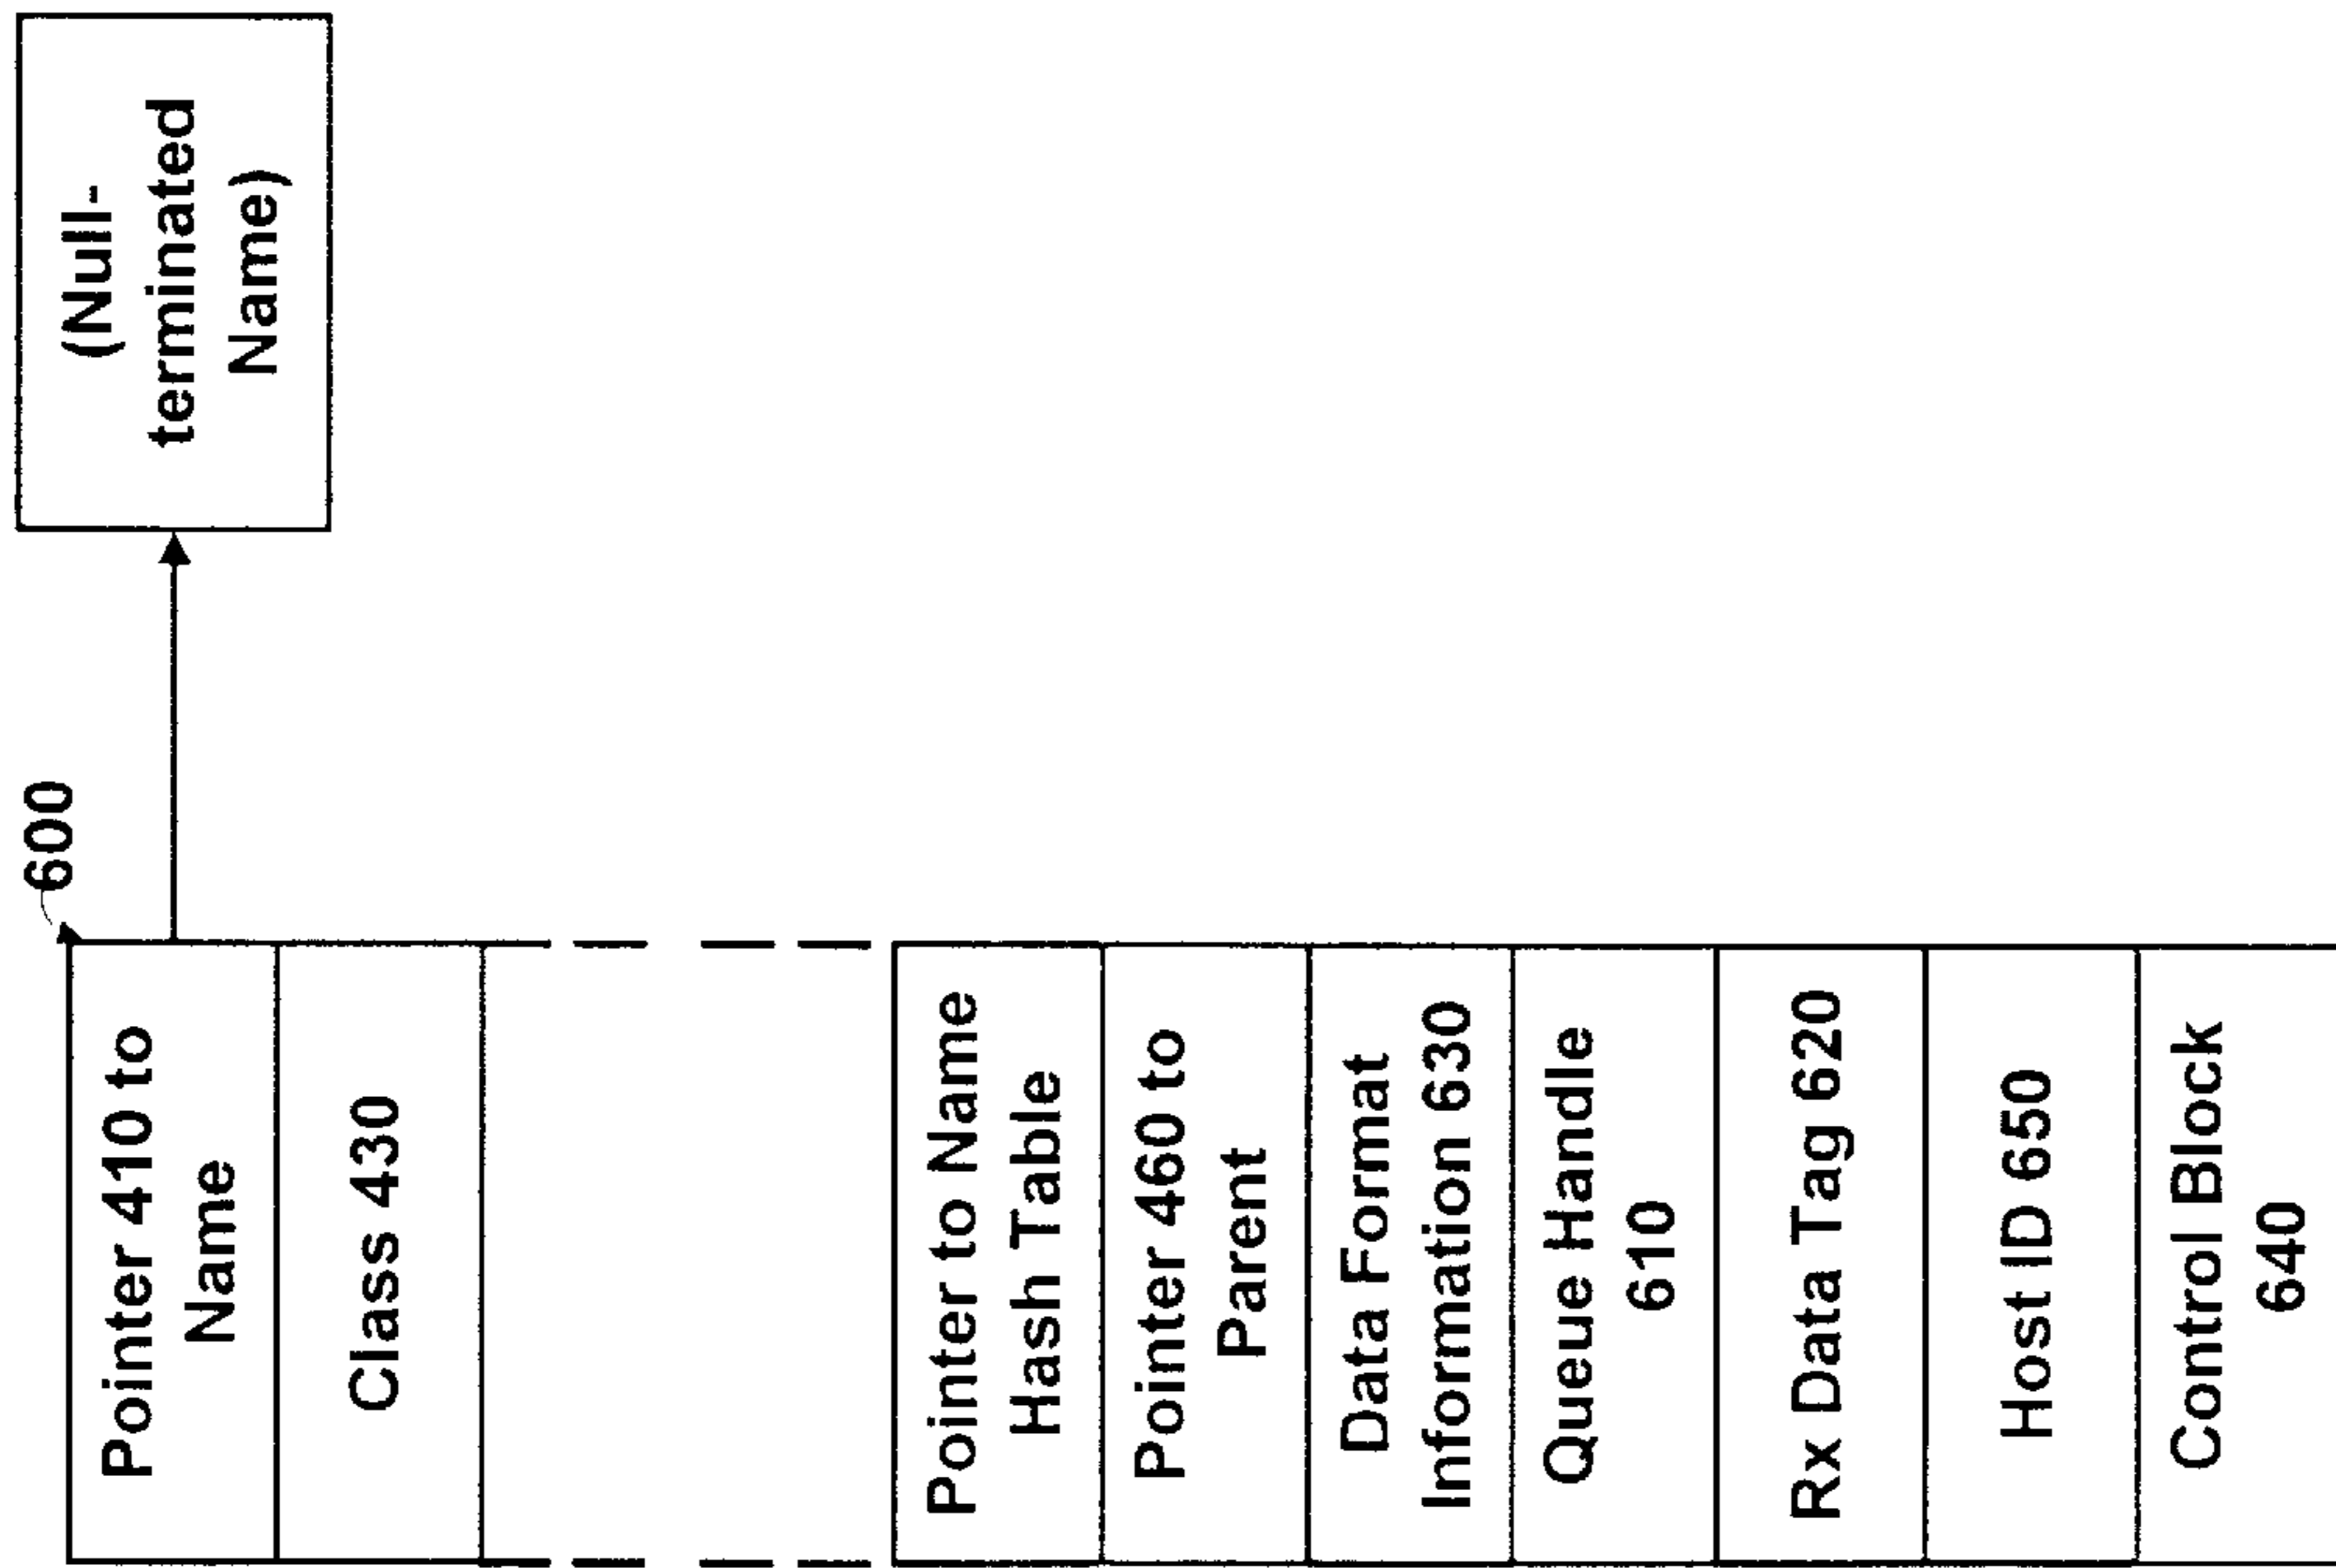 600
Pointer 410 to
Name
(Null-
terminated
Name)
Class 430
Pointer to Name
Hash Table
Pointer 460 to
Parent
Data Format
Information 630
Queue Handle
610
Rx Data Tag 620
Host ID 650
Control Block
640